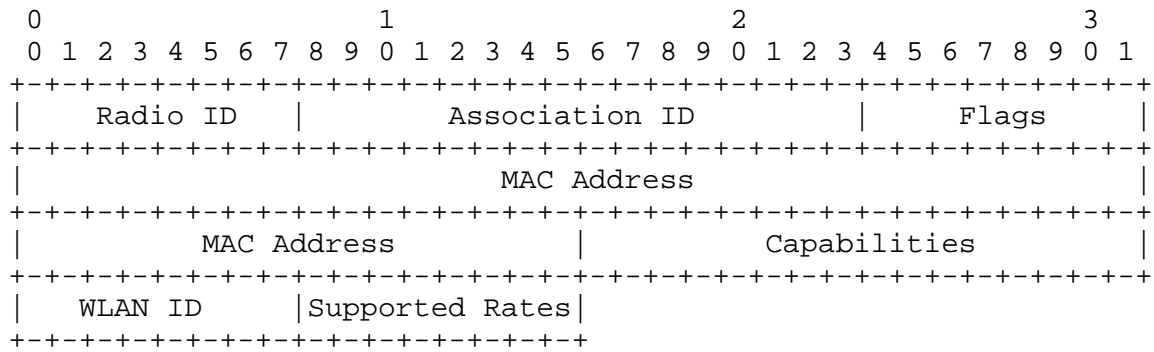 0                   1                   2                   3
 0 1 2 3 4 5 6 7 8 9 0 1 2 3 4 5 6 7 8 9 0 1 2 3 4 5 6 7 8 9 0 1
+-+-+-+-+-+-+-+-+-+-+-+-+-+-+-+-+-+-+-+-+-+-+-+-+-+-+-+-+-+-+-+-+
|    Radio ID   |        Association ID         |     Flags     |
+-+-+-+-+-+-+-+-+-+-+-+-+-+-+-+-+-+-+-+-+-+-+-+-+-+-+-+-+-+-+-+-+
|                           MAC Address                         |
+-+-+-+-+-+-+-+-+-+-+-+-+-+-+-+-+-+-+-+-+-+-+-+-+-+-+-+-+-+-+-+-+
|          MAC Address          |          Capabilities         |
+-+-+-+-+-+-+-+-+-+-+-+-+-+-+-+-+-+-+-+-+-+-+-+-+-+-+-+-+-+-+-+-+
|   WLAN ID     |Supported Rates|
+-+-+-+-+-+-+-+-+-+-+-+-+-+-+-+-+